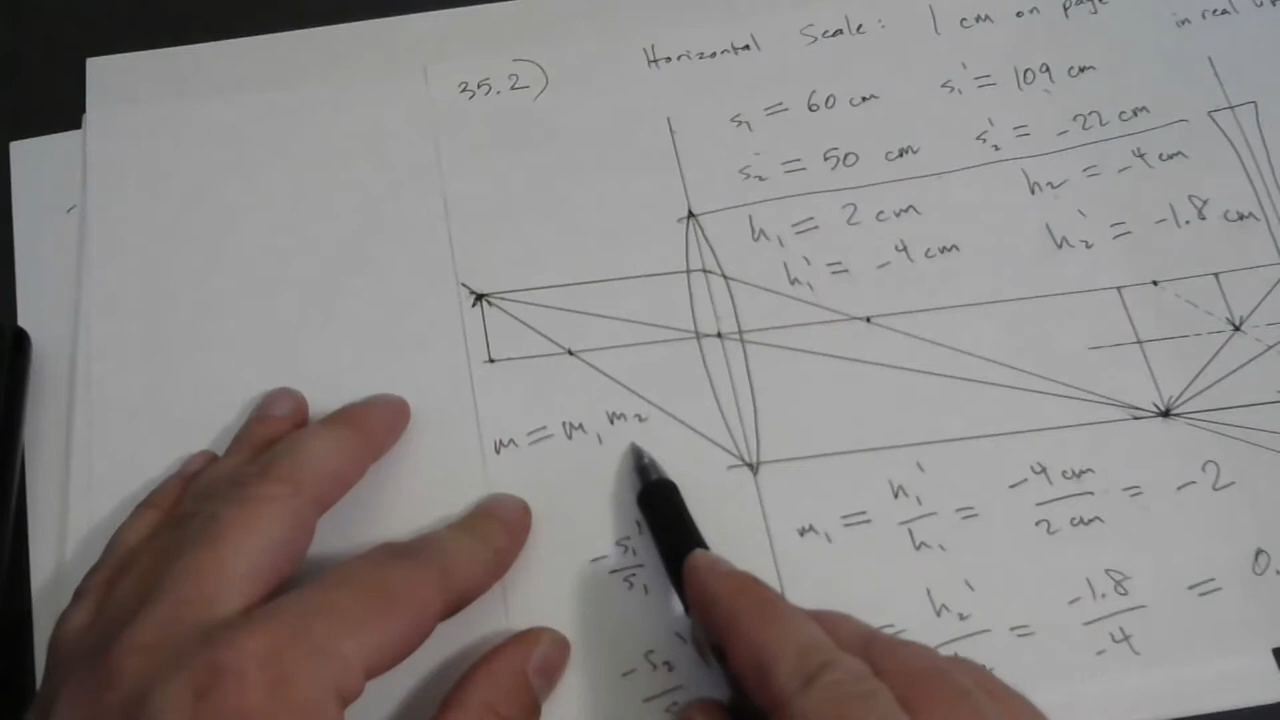 35.2) Horizontal Scale: 1 cm on page in real
s₁ = 60 cm s₁' = 109 cm
s₂ = 50 cm s₂' = -22 cm
h₁ = 2 cm h₂ = -4 cm
h₁' = -4 cm h₂' = -1.8 cm
m = m₁ m₂
-s₁'/s₁ m₁ = h₁'/h₁ = -4 cm/2 cm = -2
-s₂'/ h₂'/ = -1.8/-4 = 0.